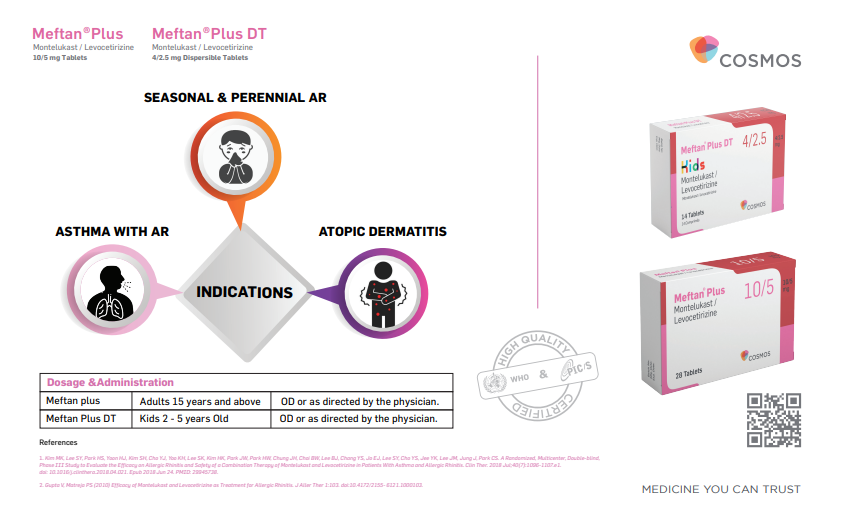 Meftan®Plus
Montelukast / Levocetirizine
10/5 mg Tablets
Meftan®Plus DT
Montelukast / Levocetirizine
4/2.5 mg Dispersible Tablets
COSMOS
SEASONAL & PERENNIAL AR
ASTHMA WITH AR
ATOPIC DERMATITIS
INDICATIONS
Meftan® Plus DT 4/2.5
Kids
Montelukast /
Levocetirizine
14 Tablets
COSMOS
4/2.5
Meftan® Plus 10/5
Montelukast /
Levocetirizine
28 Tablets
COSMOS
10/5
HIGH QUALITY
WHO & PIC/S
CERTIFIED
Dosage &Administration
Meftan plus Adults 15 years and above OD or as directed by the physician.
Meftan Plus DT Kids 2 - 5 years Old OD or as directed by the physician.
References
1. Kim MK, Lee SY, Park HS, Yoon HJ, Kim SH, Cho YJ, Yoo KH, Lee SK, Kim HK, Park JW, Park HW, Chung JH, Choi BW, Lee BJ, Chang YS, Jo EJ, Lee SY, Cho YS, Jee YK, Lee JM, Jung J, Park CS. A Randomized, Multicenter, Double-blind,
Phase III Study to Evaluate the Efficacy on Allergic Rhinitis and Safety of a Combination Therapy of Montelukast and Levocetirizine in Patients With Asthma and Allergic Rhinitis. Clin Ther. 2018 Jul;40(7):1096-1107.e1.
doi: 10.1016/j.clinthera.2018.04.021. Epub 2018 Jun 24.
2. Gupta V, Matreja PS (2010) Efficacy of Montelukast and Levocetirizine as Treatment for Allergic Rhinitis. J Aller Ther 1:103. doi:10.4172/2155-6121.1000103.
MEDICINE YOU CAN TRUST